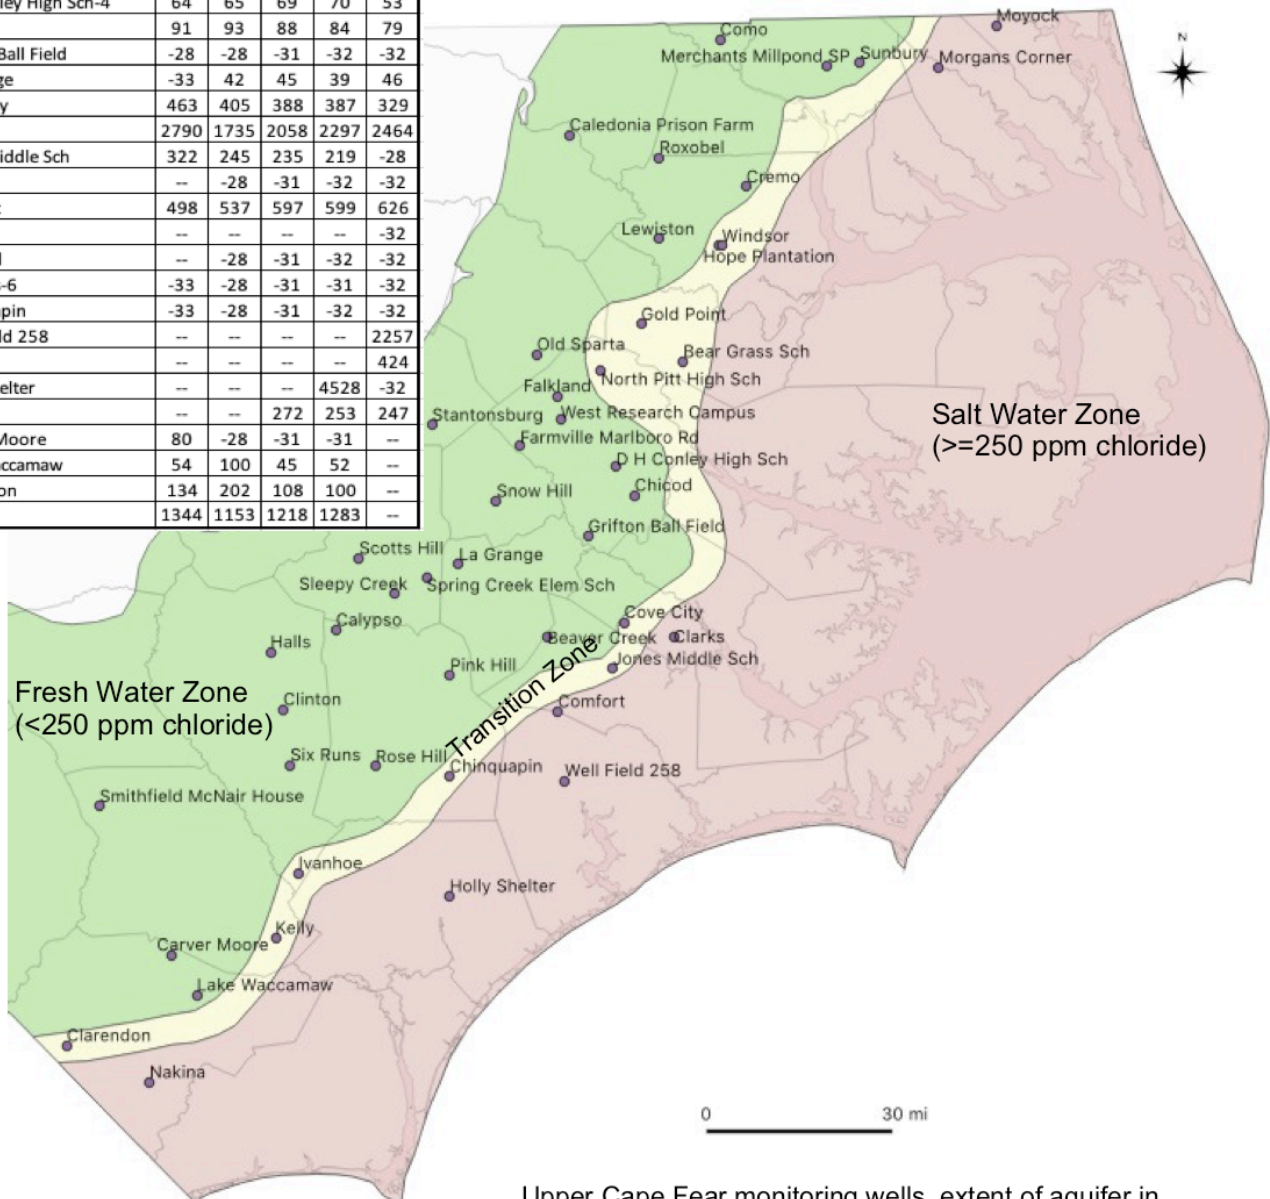 ley High Sch-4 64 65 69 70 53
91 93 88 84 79
Ball Field -28 -28 -31 -32 -32
ge -33 42 45 39 46
y 463 405 388 387 329
2790 1735 2058 2297 2464
iddle Sch 322 245 235 219 -28
-- -28 -31 -32 -32
498 537 597 599 626
-- -- -- -- -32
-- -28 -31 -32 -32
-6 -33 -28 -31 -31 -32
pin -33 -28 -31 -32 -32
ld 258 -- -- -- -- 2257
-- -- -- -- 424
elter -- -- -- 4528 -32
-- -- 272 253 247
Moore 80 -28 -31 -31 --
accamaw 54 100 45 52 --
on 134 202 108 100 --
1344 1153 1218 1283 --
Moyock
N
Como
Merchants Millpond SP
Sunbury
Morgans Corner
Caledonia Prison Farm
Roxobel
Cremo
Lewiston
Windsor
Hope Plantation
Gold Point
Old Sparta
Bear Grass Sch
North Pitt High Sch
Falkland
Stantonsburg
West Research Campus
Farmville Marlboro Rd
D H Conley High Sch
Chicod
Snow Hill
Grifton Ball Field
Salt Water Zone
(>=250 ppm chloride)
Scotts Hill
La Grange
Sleepy Creek
Spring Creek Elem Sch
Calypso
Cove City
Halls
Beaver Creek
Clarks
Jones Middle Sch
Pink Hill
Fresh Water Zone
(<250 ppm chloride)
Clinton
Transition Zone
Comfort
Six Runs
Rose Hill
Chinquapin
Well Field 258
Smithfield McNair House
Ivanhoe
Holly Shelter
Kelly
Carver Moore
Lake Waccamaw
Clarendon
Nakina
0 30 mi
Upper Cape Fear monitoring wells, extent of aquifer in